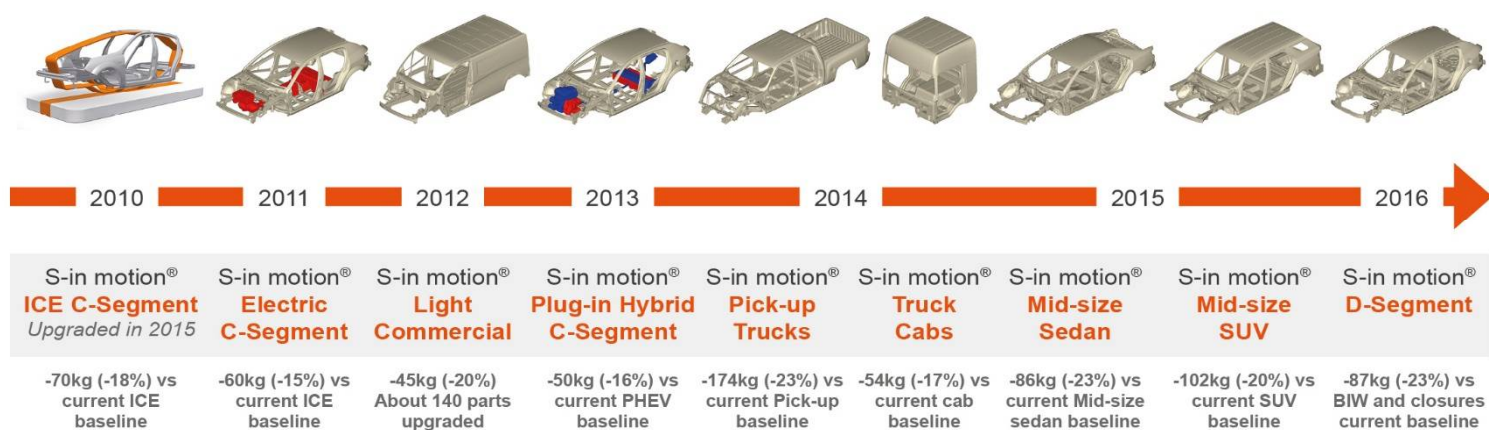 2010
2011
2012
2013
2014
2015
2016
S-in motion®
ICE C-Segment
Upgraded in 2015
-70kg (-18%) vs
current ICE
baseline
S-in motion®
Electric
C-Segment
-60kg (-15%) vs
current ICE
baseline
S-in motion®
Light
Commercial
-45kg (-20%)
About 140 parts
upgraded
S-in motion®
Plug-in Hybrid
C-Segment
-50kg (-16%) vs
current PHEV
baseline
S-in motion®
Pick-up
Trucks
-174kg (-23%) vs
current Pick-up
baseline
S-in motion®
Truck
Cabs
-54kg (-17%) vs
current cab
baseline
S-in motion®
Mid-size
Sedan
-86kg (-23%) vs
current Mid-size
sedan baseline
S-in motion®
Mid-size
SUV
-102kg (-20%) vs
current SUV
baseline
S-in motion®
D-Segment
-87kg (-23%) vs
BIW and closures
current baseline